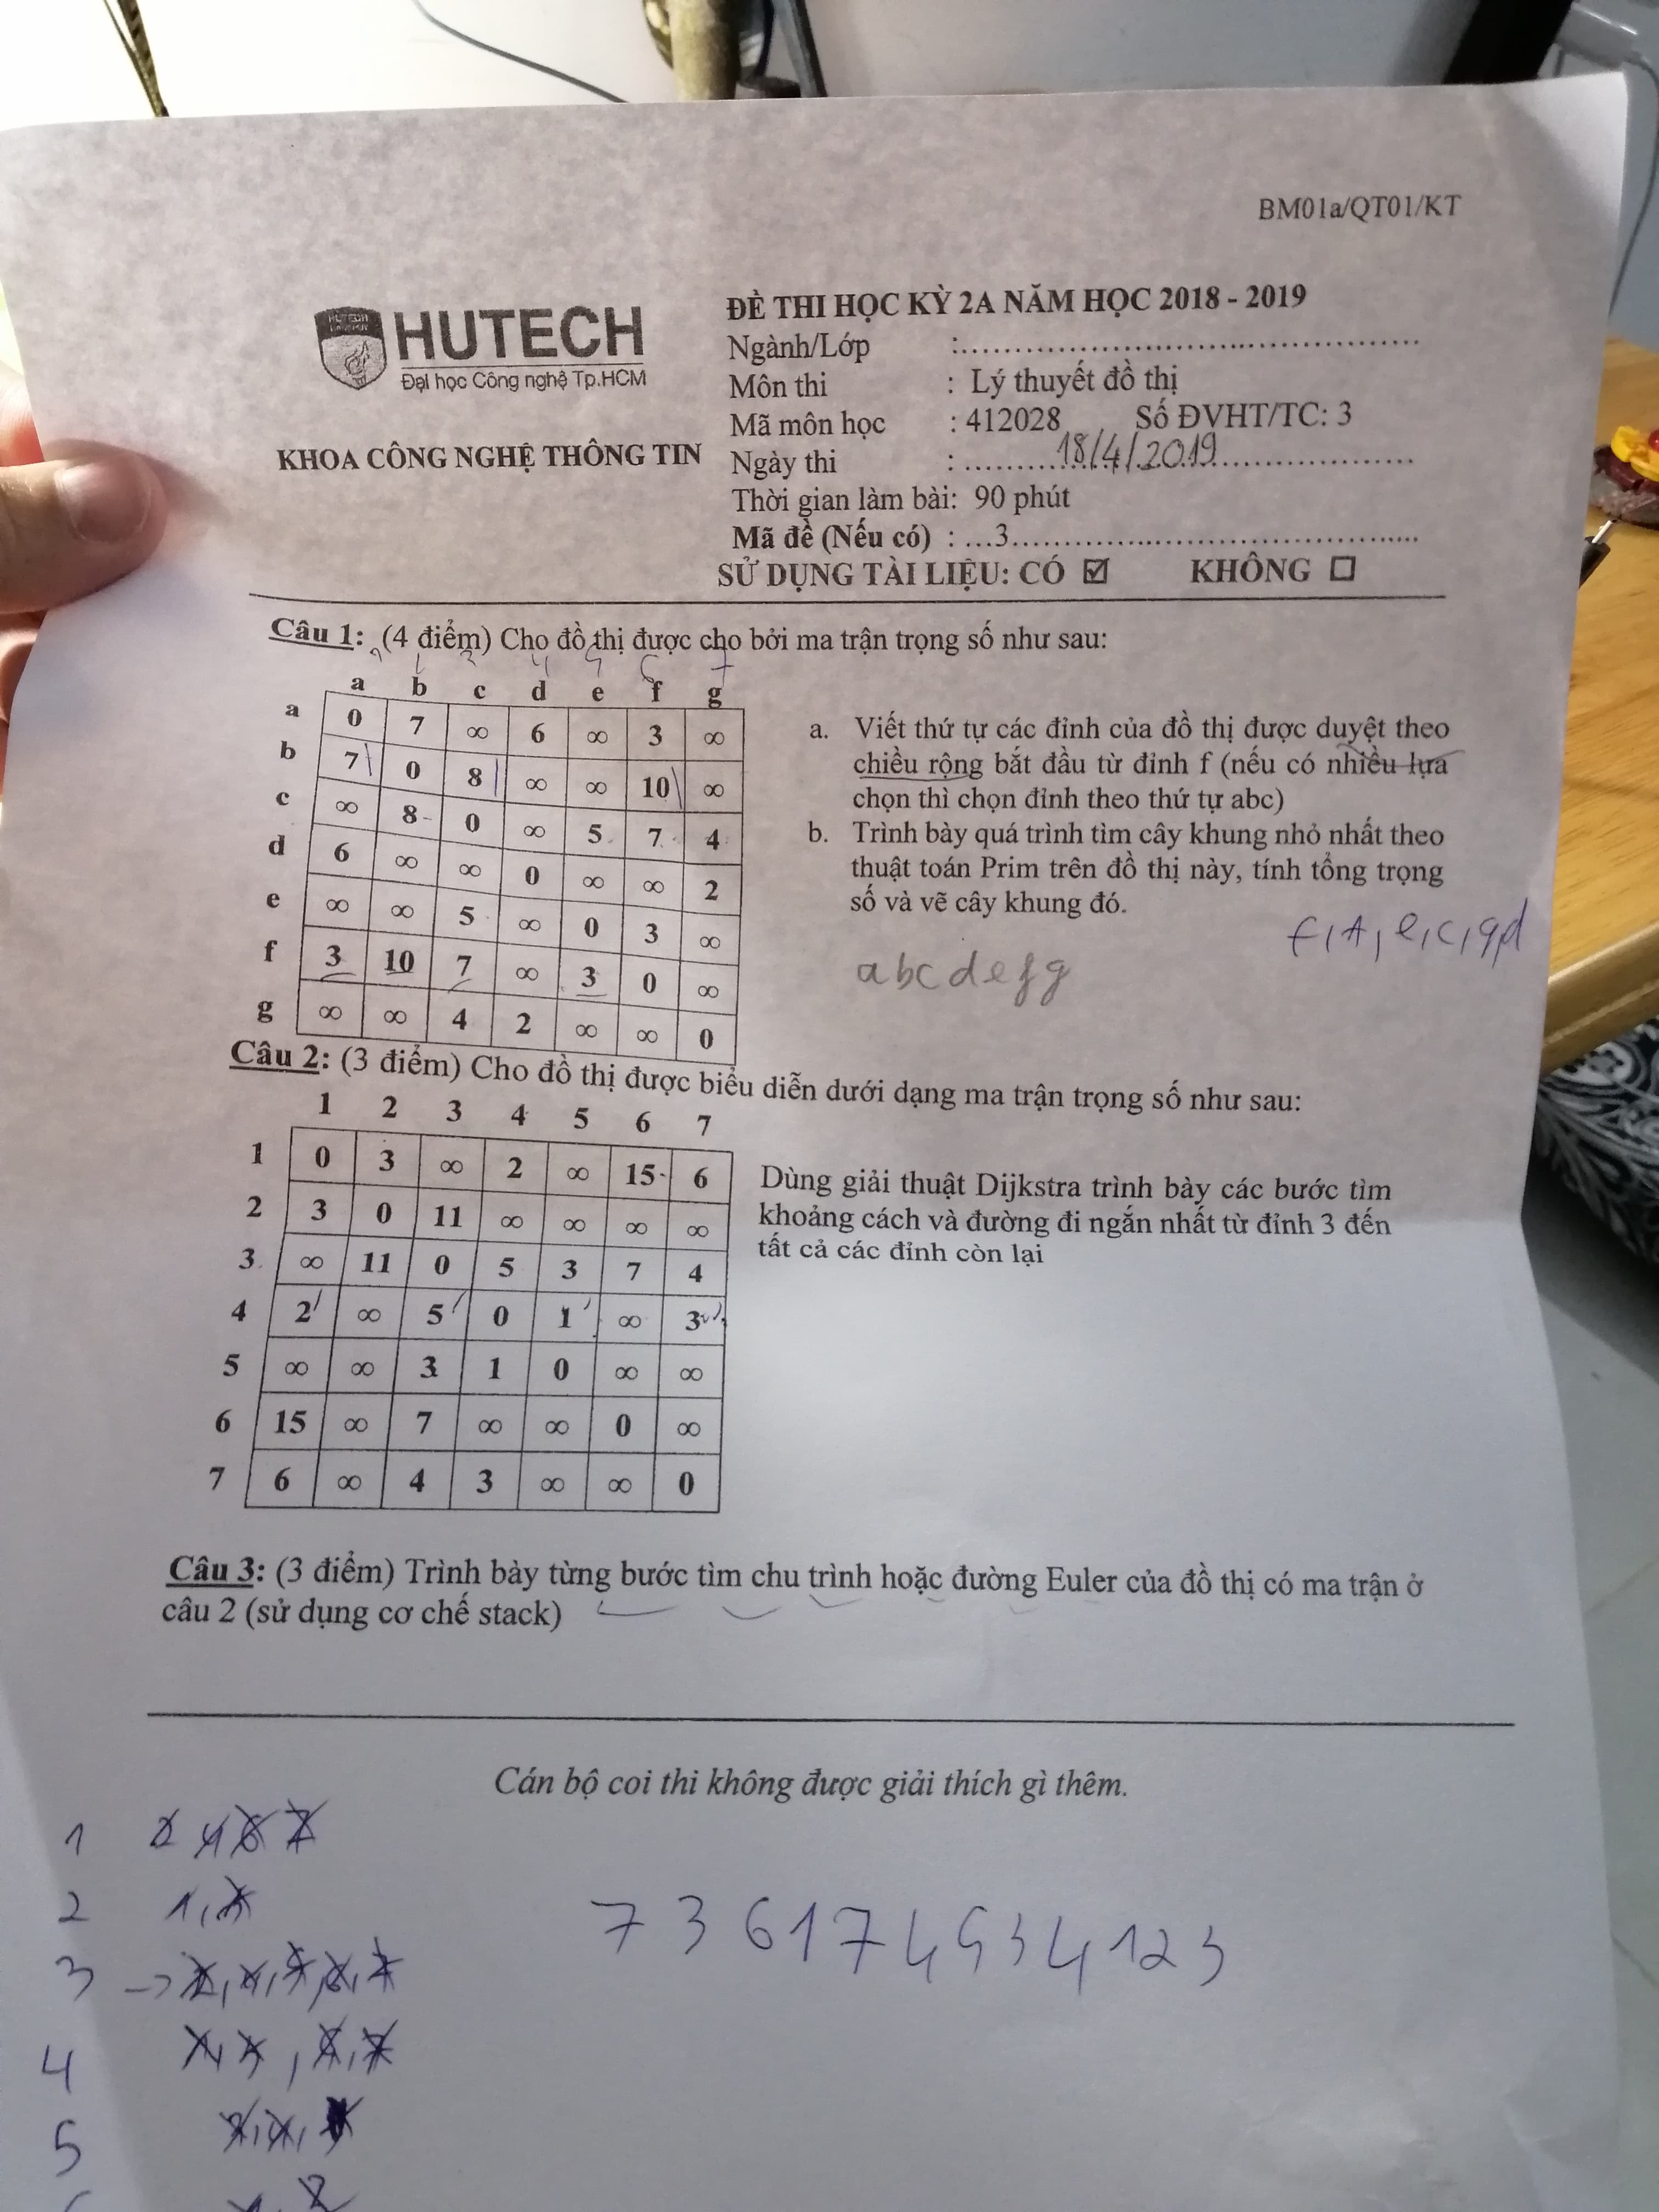 BM01a/QT01/KT
HUTECH
Đại học Công nghệ Tp.HCM
KHOA CÔNG NGHỆ THÔNG TIN
ĐỀ THI HỌC KỲ 2A NĂM HỌC 2018 - 2019
Ngành/Lớp :..................................................
Môn thi : Lý thuyết đồ thị
Mã môn học : 412028 Số ĐVHT/TC: 3
Ngày thi : ..........18/4/2019......................
Thời gian làm bài: 90 phút
Mã đề (Nếu có) : ...3..............................................
SỬ DỤNG TÀI LIỆU: CÓ ☑ KHÔNG ☐
Câu 1: (4 điểm) Cho đồ thị được cho bởi ma trận trọng số như sau:
a b c d e f g
a 0 7 ∞ 6 ∞ 3 ∞
b 7 0 8 ∞ ∞ 10 ∞
c ∞ 8 0 ∞ 5 7 4
d 6 ∞ ∞ 0 ∞ ∞ 2
e ∞ ∞ 5 ∞ 0 3 ∞
f 3 10 7 ∞ 3 0 ∞
g ∞ ∞ 4 2 ∞ ∞ 0
a. Viết thứ tự các đỉnh của đồ thị được duyệt theo
chiều rộng bắt đầu từ đỉnh f (nếu có nhiều lựa
chọn thì chọn đỉnh theo thứ tự abc)
b. Trình bày quá trình tìm cây khung nhỏ nhất theo
thuật toán Prim trên đồ thị này, tính tổng trọng
số và vẽ cây khung đó.
f, A, e, c, g, d
a b c d e f g
Câu 2: (3 điểm) Cho đồ thị được biểu diễn dưới dạng ma trận trọng số như sau:
1 2 3 4 5 6 7
1 0 3 ∞ 2 ∞ 15 6
2 3 0 11 ∞ ∞ ∞ ∞
3 ∞ 11 0 5 3 7 4
4 2 ∞ 5 0 1 ∞ 3
5 ∞ ∞ 3 1 0 ∞ ∞
6 15 ∞ 7 ∞ ∞ 0 ∞
7 6 ∞ 4 3 ∞ ∞ 0
Dùng giải thuật Dijkstra trình bày các bước tìm
khoảng cách và đường đi ngắn nhất từ đỉnh 3 đến
tất cả các đỉnh còn lại
Câu 3: (3 điểm) Trình bày từng bước tìm chu trình hoặc đường Euler của đồ thị có ma trận ở
câu 2 (sử dụng cơ chế stack)
Cán bộ coi thi không được giải thích gì thêm.
1 2 4 6 7
2 1, 3
3 → 2, 4, 5, 6, 7
4
5
7 3 6 1 7 4 5 3 4 1 2 3